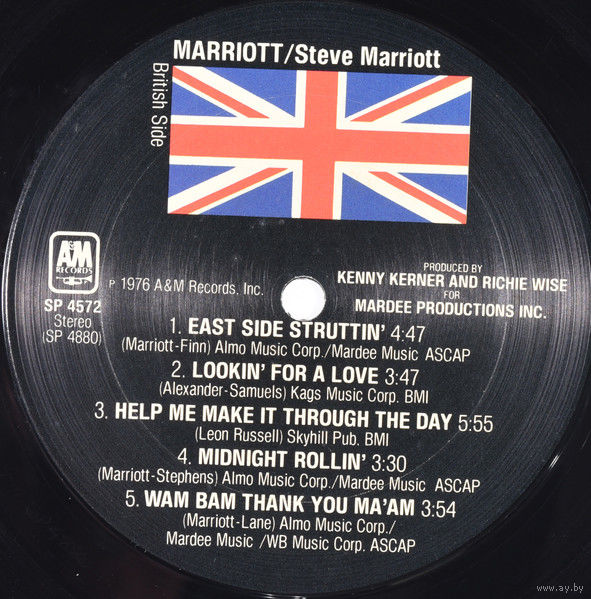 MARRIOTT/Steve Marriott
British Side
A&M
RECORDS
SP 4572
Stereo
(SP 4880)
℗ 1976 A&M Records, Inc.
PRODUCED BY
KENNY KERNER AND RICHIE WISE
FOR
MARDEE PRODUCTIONS INC.
1. EAST SIDE STRUTTIN' 4:47
(Marriott-Finn) Almo Music Corp./Mardee Music ASCAP
2. LOOKIN' FOR A LOVE 3:47
(Alexander-Samuels) Kags Music Corp. BMI
3. HELP ME MAKE IT THROUGH THE DAY 5:55
(Leon Russell) Skyhill Pub. BMI
4. MIDNIGHT ROLLIN' 3:30
(Marriott-Stephens) Almo Music Corp./Mardee Music ASCAP
5. WAM BAM THANK YOU MA'AM 3:54
(Marriott-Lane) Almo Music Corp./
Mardee Music /WB Music Corp. ASCAP
www.ay.by